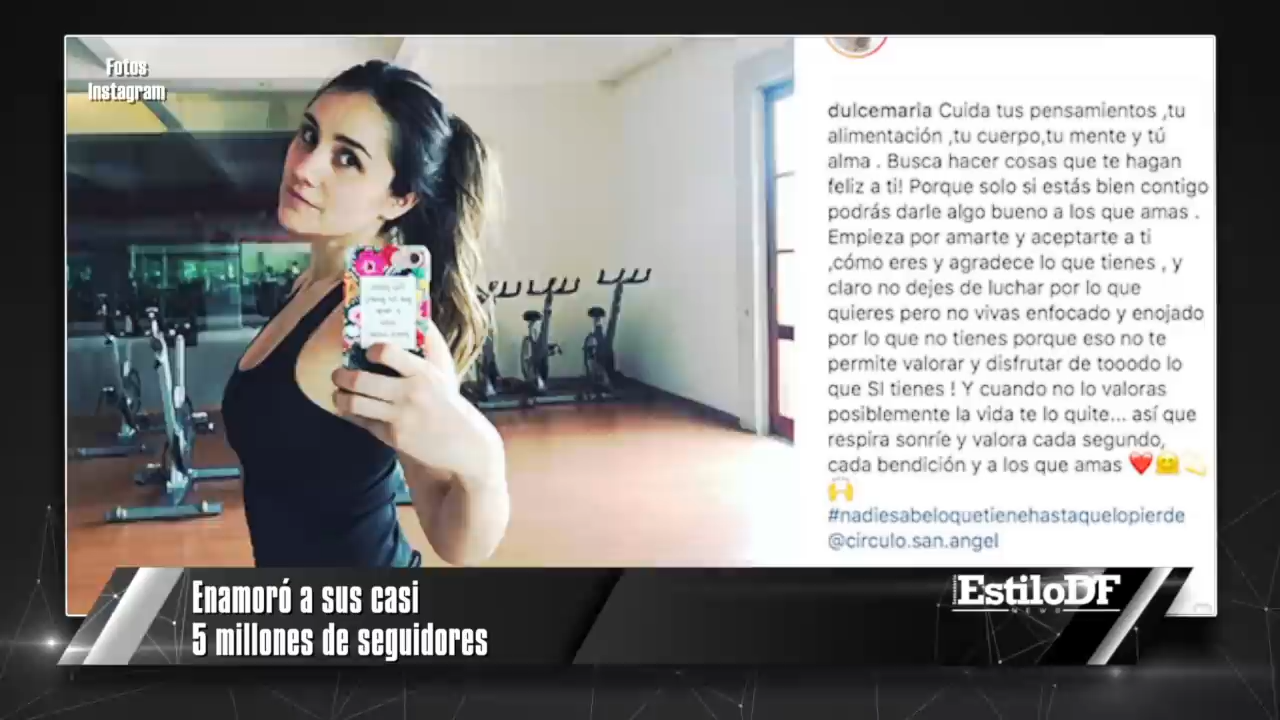 Fotos
Instagram
dulcemaria Cuida tus pensamientos ,tu
alimentación ,tu cuerpo,tu mente y tú
alma . Busca hacer cosas que te hagan
feliz a ti! Porque solo si estás bien contigo
podrás darle algo bueno a los que amas .
Empieza por amarte y aceptarte a ti
,cómo eres y agradece lo que tienes , y
claro no dejes de luchar por lo que
quieres pero no vivas enfocado y enojado
por lo que no tienes porque eso no te
permite valorar y disfrutar de tooodo lo
que SI tienes ! Y cuando no lo valoras
posiblemente la vida te lo quite... así que
respira sonríe y valora cada segundo,
cada bendición y a los que amas ❤️🤗💫
🙌
#nadiesabeloquetienehastaquelopierde
@circulo.san.angel
Enamoró a sus casi
5 millones de seguidores
EstiloDF
NEWS